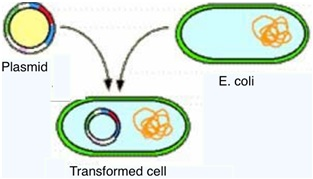 Plasmid
E. coli
Transformed cell